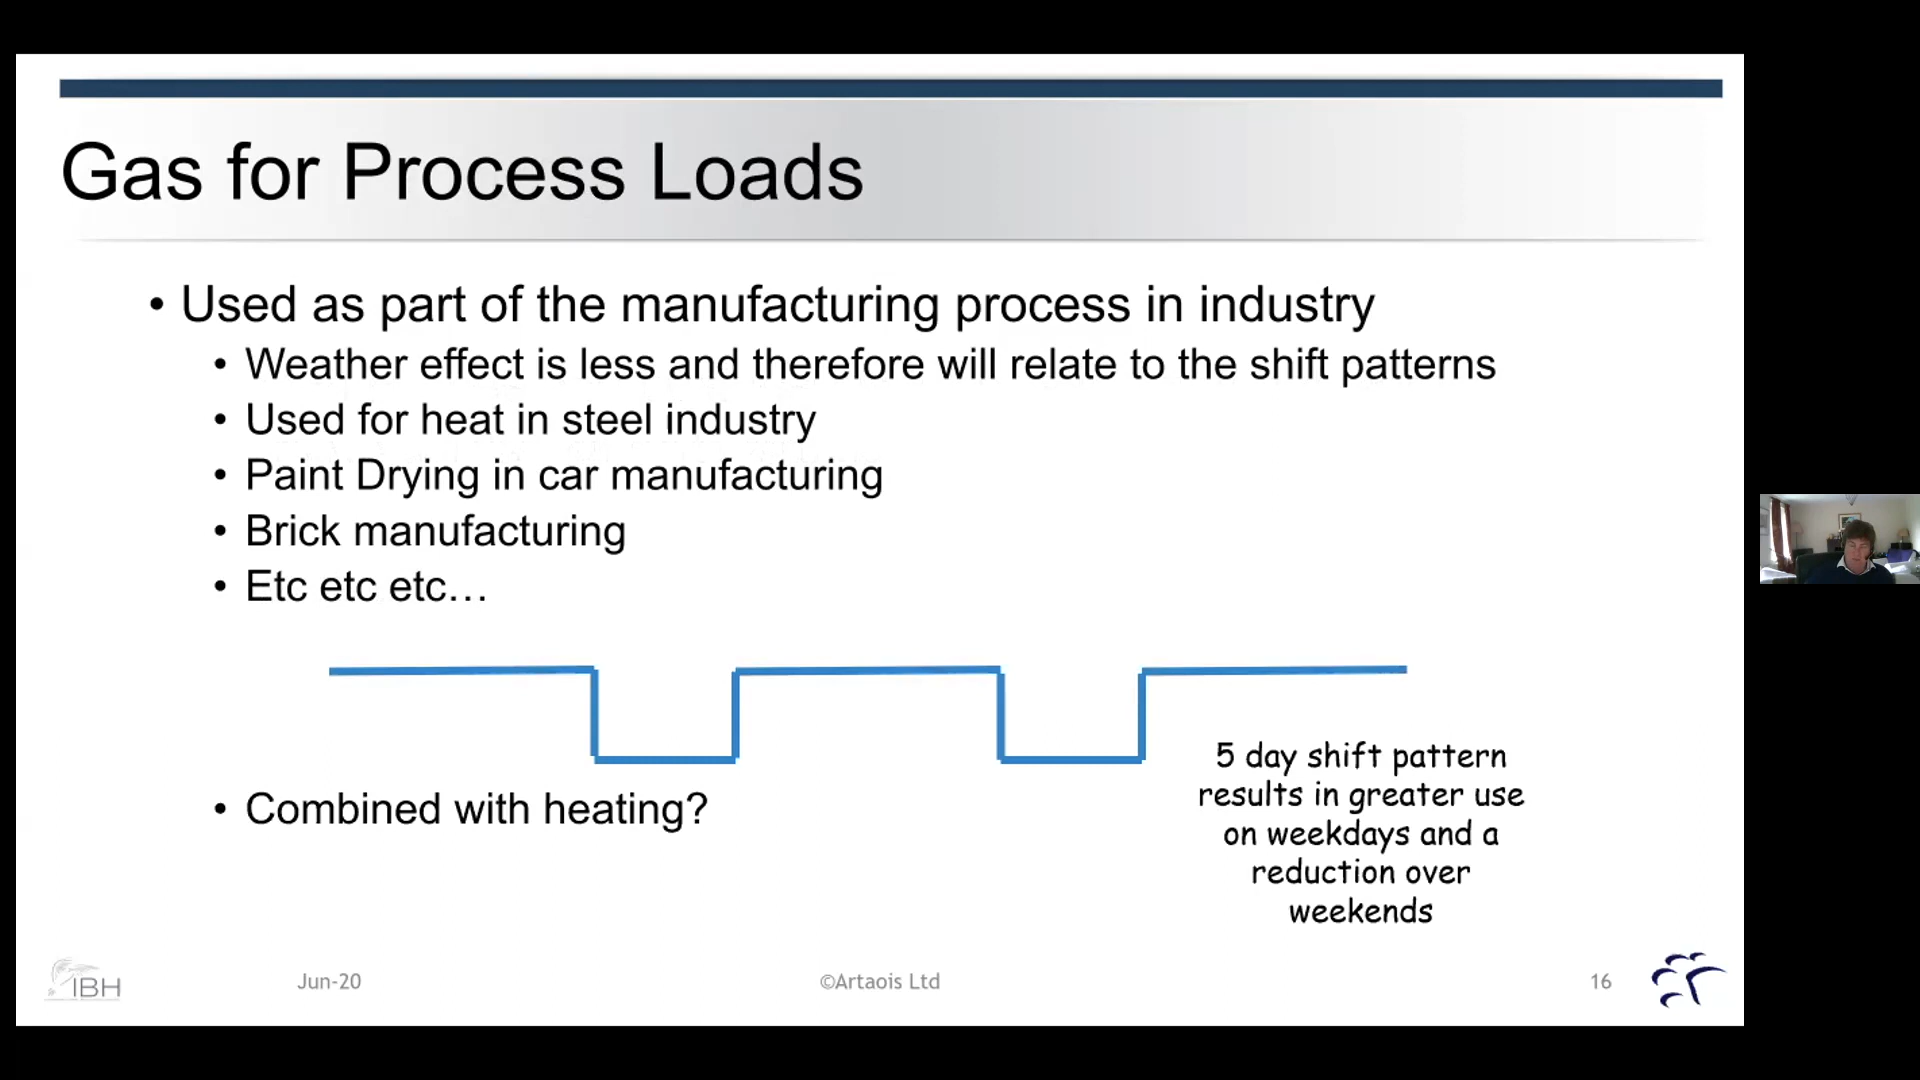 Gas for Process Loads
• Used as part of the manufacturing process in industry
• Weather effect is less and therefore will relate to the shift patterns
• Used for heat in steel industry
• Paint Drying in car manufacturing
• Brick manufacturing
• Etc etc etc…
5 day shift pattern
results in greater use
on weekdays and a
reduction over
weekends
• Combined with heating?
IBH
Jun-20
©Artaois Ltd
16